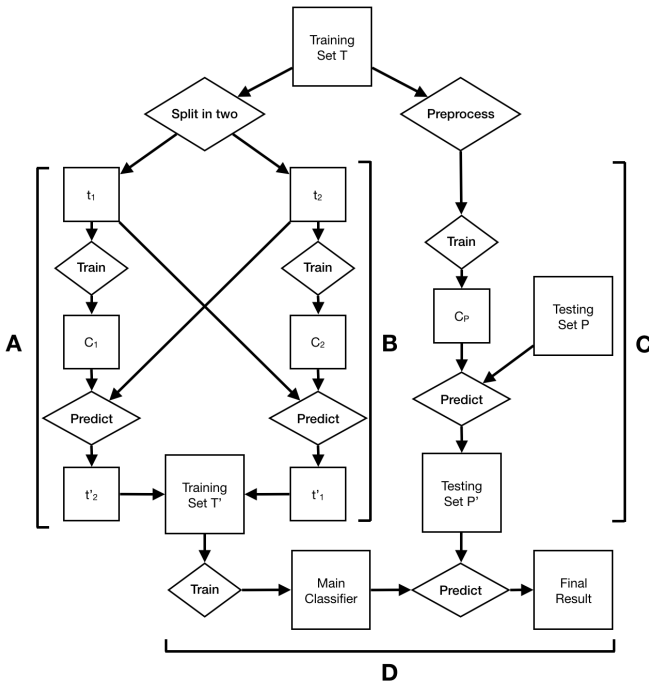 Training
Set T
Split in two
Preprocess
t₁
t₂
Train
Train
Train
Testing
Set P
C₁
C₂
Cₚ
A
B
C
Predict
Predict
Predict
t'₂
Training
Set T'
t'₁
Testing
Set P'
Train
Main
Classifier
Predict
Final
Result
D